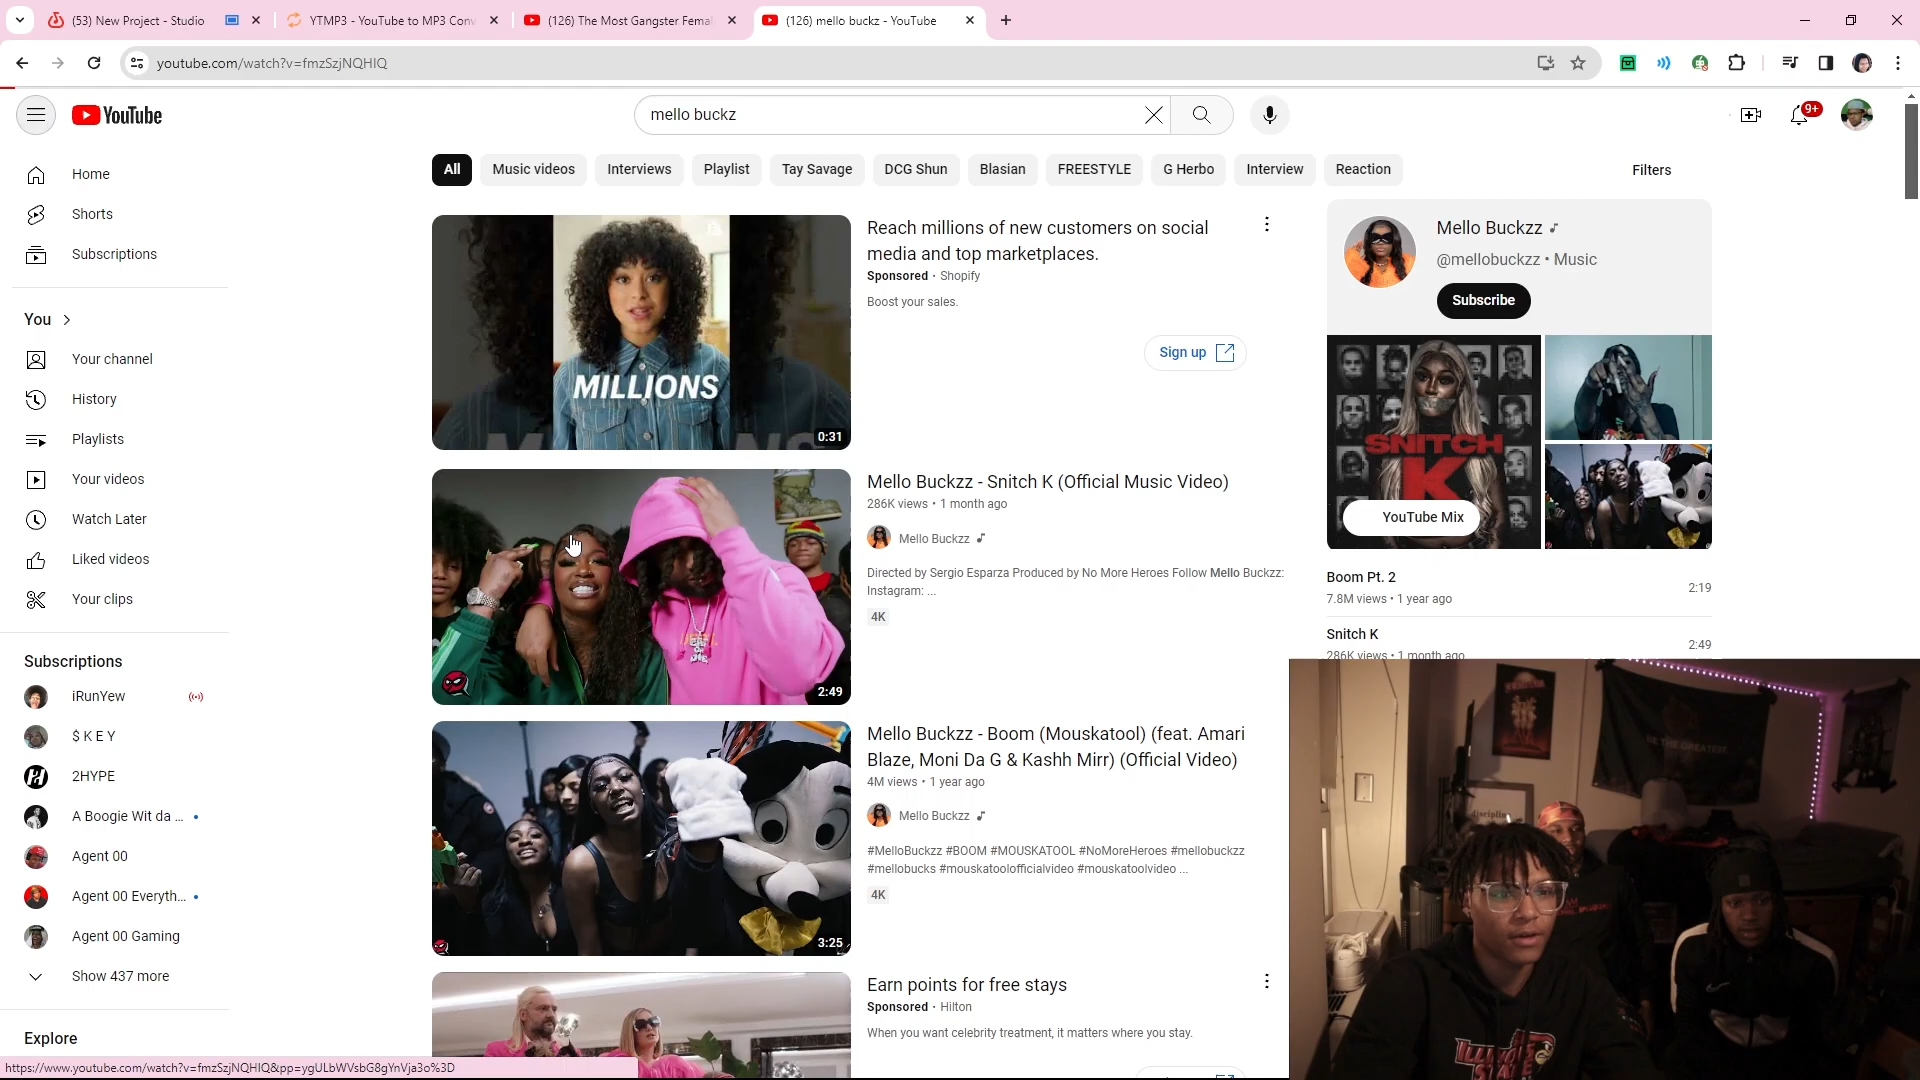 (53) New Project - Studio
YTMP3 - YouTube to MP3 Conv
(126) The Most Gangster Femal
(126) mello buckz - YouTube
youtube.com/watch?v=fmzSzjNQHIQ
YouTube
mello buckz
9+
All
Music videos
Interviews
Playlist
Tay Savage
DCG Shun
Blasian
FREESTYLE
G Herbo
Interview
Reaction
Filters
Home
Shorts
Subscriptions
You
Your channel
History
Playlists
Your videos
Watch Later
Liked videos
Your clips
Subscriptions
iRunYew
$ K E Y
2HYPE
A Boogie Wit da ...
Agent 00
Agent 00 Everyth...
Agent 00 Gaming
Show 437 more
Explore
MILLIONS
0:31
Reach millions of new customers on social
media and top marketplaces.
Sponsored · Shopify
Boost your sales.
Sign up
2:49
Mello Buckzz - Snitch K (Official Music Video)
286K views • 1 month ago
Mello Buckzz
Directed by Sergio Esparza Produced by No More Heroes Follow Mello Buckzz:
Instagram: ...
4K
3:25
Mello Buckzz - Boom (Mouskatool) (feat. Amari
Blaze, Moni Da G & Kashh Mirr) (Official Video)
4M views • 1 year ago
Mello Buckzz
#MelloBuckzz #BOOM #MOUSKATOOL #NoMoreHeroes #mellobuckzz
#mellobucks #mouskatoolofficialvideo #mouskatoolvideo ...
4K
Earn points for free stays
Sponsored · Hilton
When you want celebrity treatment, it matters where you stay.
Mello Buckzz
@mellobuckzz • Music
Subscribe
SNITCH
K
YouTube Mix
Boom Pt. 2
7.8M views • 1 year ago
2:19
Snitch K
286K views • 1 month ago
2:49
BE THE GREATEST.
discipline
https://www.youtube.com/watch?v=fmzSzjNQHIQ&pp=ygULbWVsbG8gYnVja3o%3D